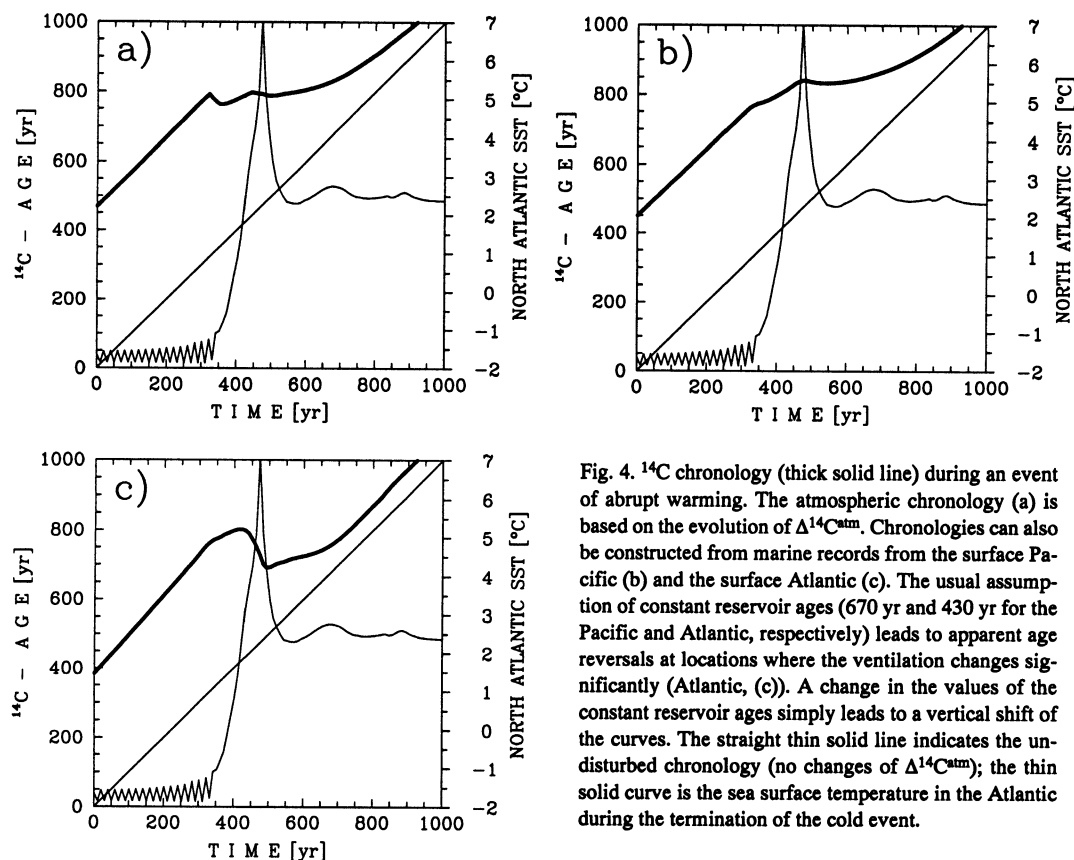 a)
1000
800
600
400
200
0
¹⁴C – AGE [yr]
7
6
5
4
3
2
1
0
-1
-2
NORTH ATLANTIC SST [°C]
0 200 400 600 800 1000
TIME [yr]
b)
1000
800
600
400
200
0
¹⁴C – AGE [yr]
7
6
5
4
3
2
1
0
-1
-2
NORTH ATLANTIC SST [°C]
0 200 400 600 800 1000
TIME [yr]
c)
1000
800
600
400
200
0
¹⁴C – AGE [yr]
7
6
5
4
3
2
1
0
-1
-2
NORTH ATLANTIC SST [°C]
0 200 400 600 800 1000
TIME [yr]
Fig. 4. ¹⁴C chronology (thick solid line) during an event
of abrupt warming. The atmospheric chronology (a) is
based on the evolution of Δ¹⁴Cᵃᵗᵐ. Chronologies can also
be constructed from marine records from the surface Pa-
cific (b) and the surface Atlantic (c). The usual assump-
tion of constant reservoir ages (670 yr and 430 yr for the
Pacific and Atlantic, respectively) leads to apparent age
reversals at locations where the ventilation changes sig-
nificantly (Atlantic, (c)). A change in the values of the
constant reservoir ages simply leads to a vertical shift of
the curves. The straight thin solid line indicates the un-
disturbed chronology (no changes of Δ¹⁴Cᵃᵗᵐ); the thin
solid curve is the sea surface temperature in the Atlantic
during the termination of the cold event.